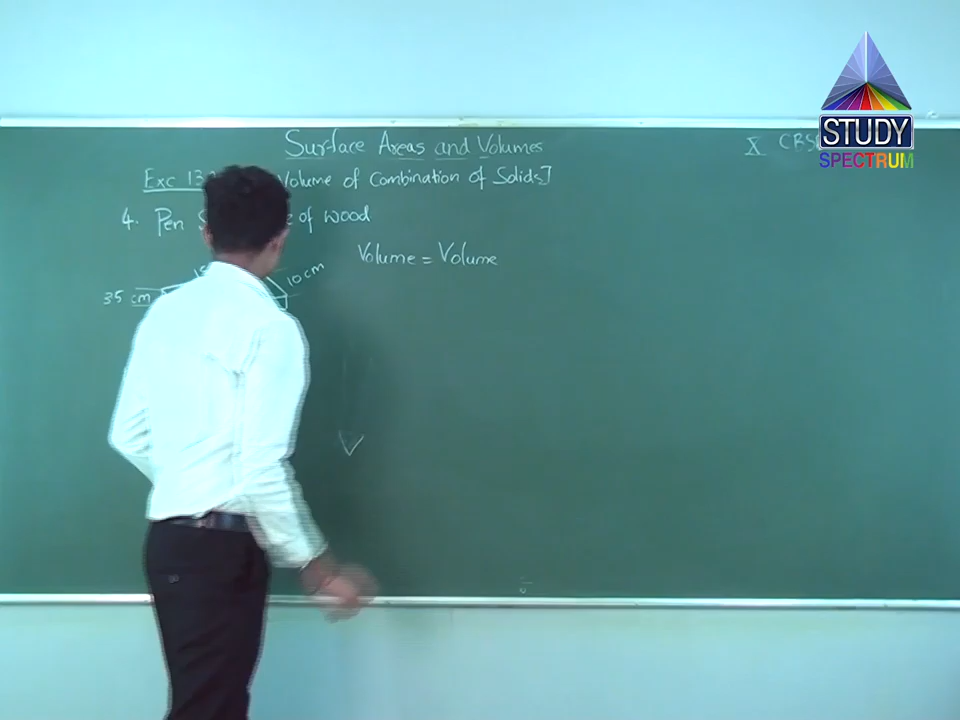 Surface Areas and Volumes
X CBS
Exc 13. Volume of Combination of Solids]
4. Pen of wood
Volume = Volume
10 cm
35 cm
STUDY
SPECTRUM